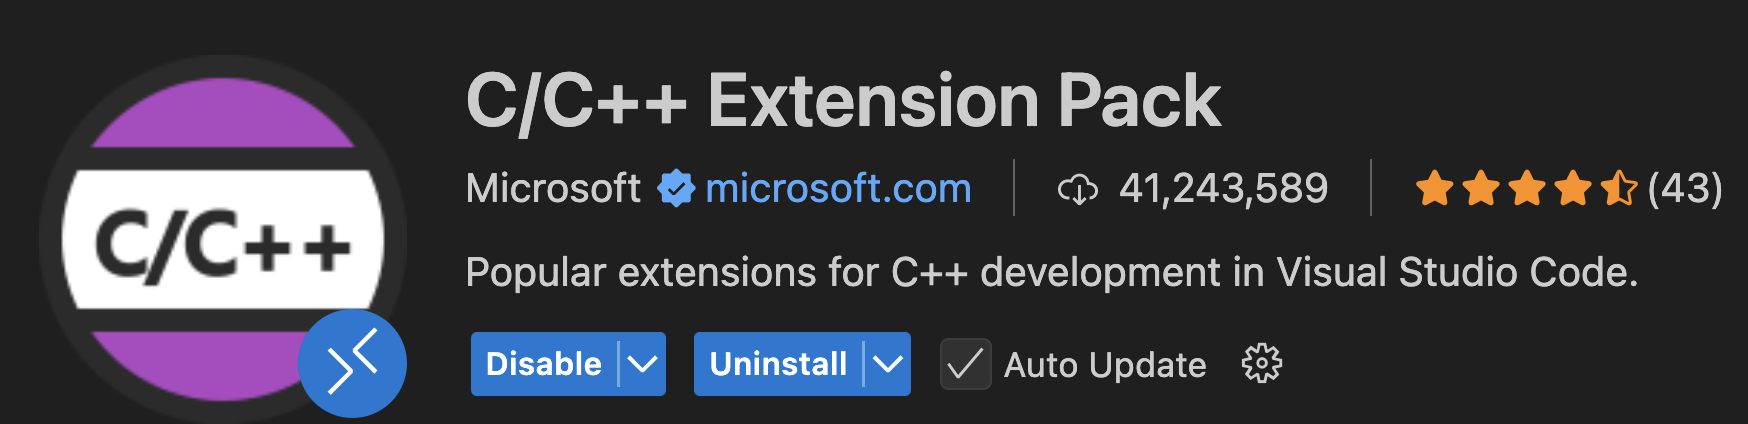 C/C++
C/C++ Extension Pack
Microsoft microsoft.com 41,243,589 (43)
Popular extensions for C++ development in Visual Studio Code.
Disable Uninstall Auto Update